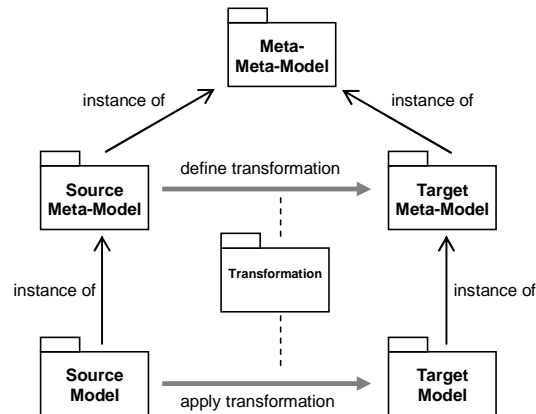 Meta-
Meta-Model
instance of
instance of
define transformation
Source
Meta-Model
Target
Meta-Model
Transformation
instance of
instance of
Source
Model
Target
Model
apply transformation